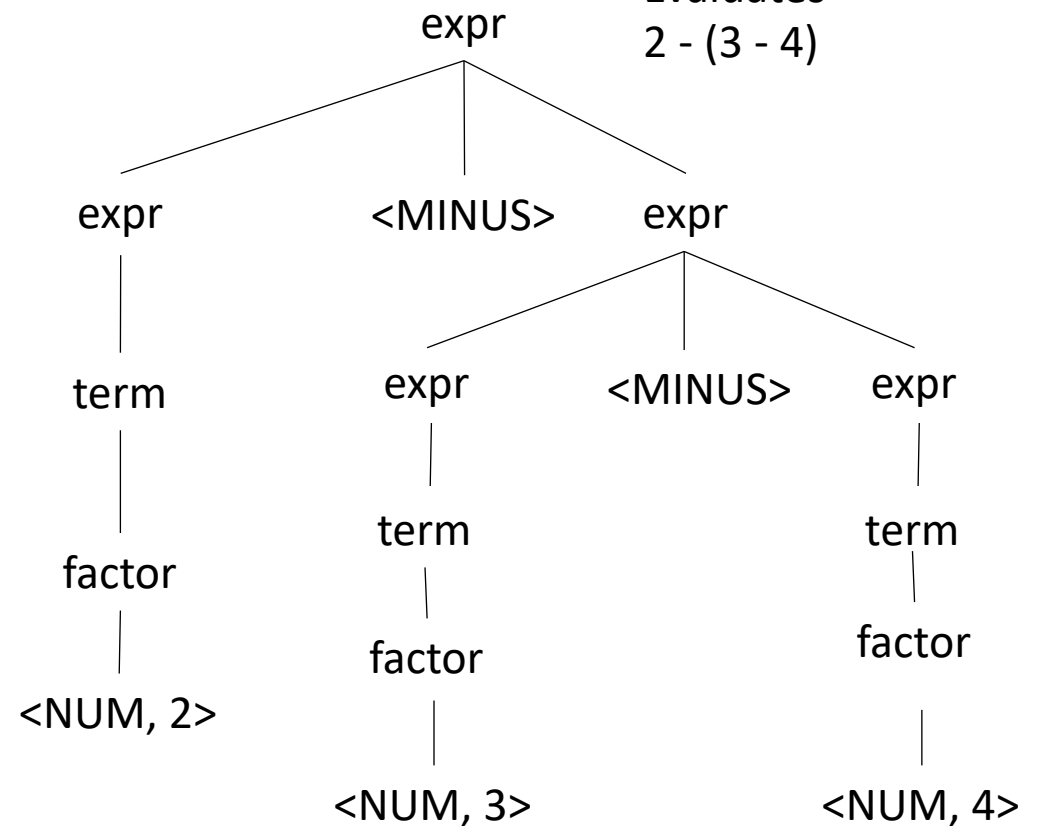 Evaluates
expr
2 - (3 - 4)
expr <MINUS> expr
term expr <MINUS> expr
factor term term
factor factor
<NUM, 2>
<NUM, 3> <NUM, 4>